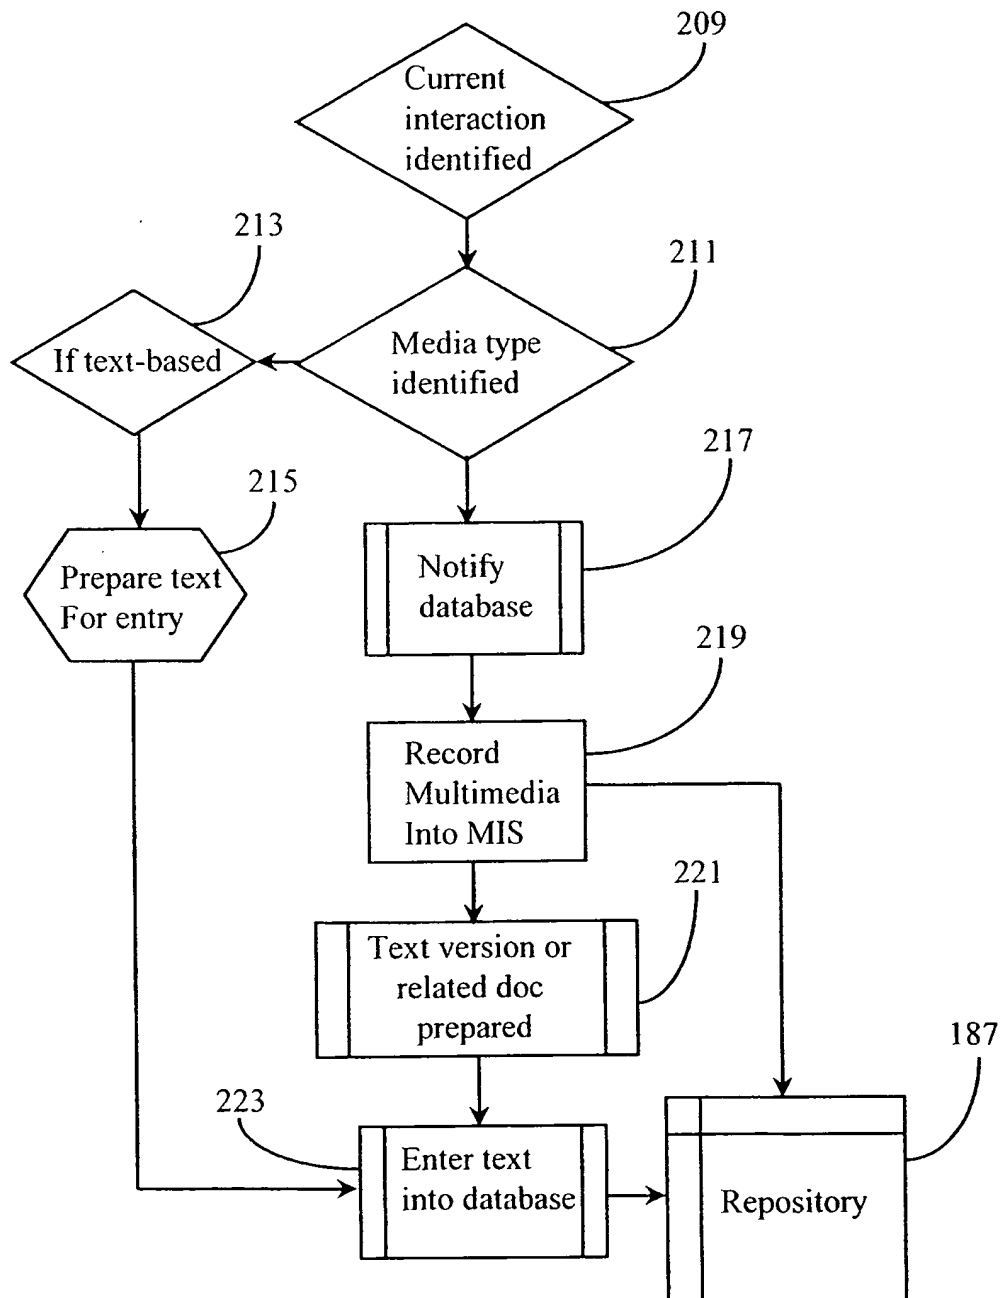 209
Current
interaction
identified
213
211
If text-based
Media type
identified
217
215
Notify
database
Prepare text
For entry
219
Record
Multimedia
Into MIS
221
Text version or
related doc
prepared
187
223
Enter text
into database
Repository